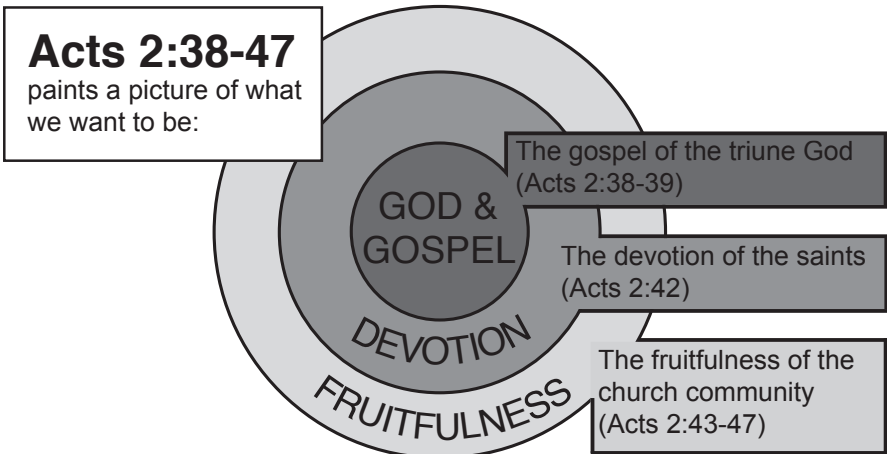 Acts 2:38-47
paints a picture of what
we want to be:
GOD &
GOSPEL
DEVOTION
FRUITFULNESS
The gospel of the triune God
(Acts 2:38-39)
The devotion of the saints
(Acts 2:42)
The fruitfulness of the
church community
(Acts 2:43-47)